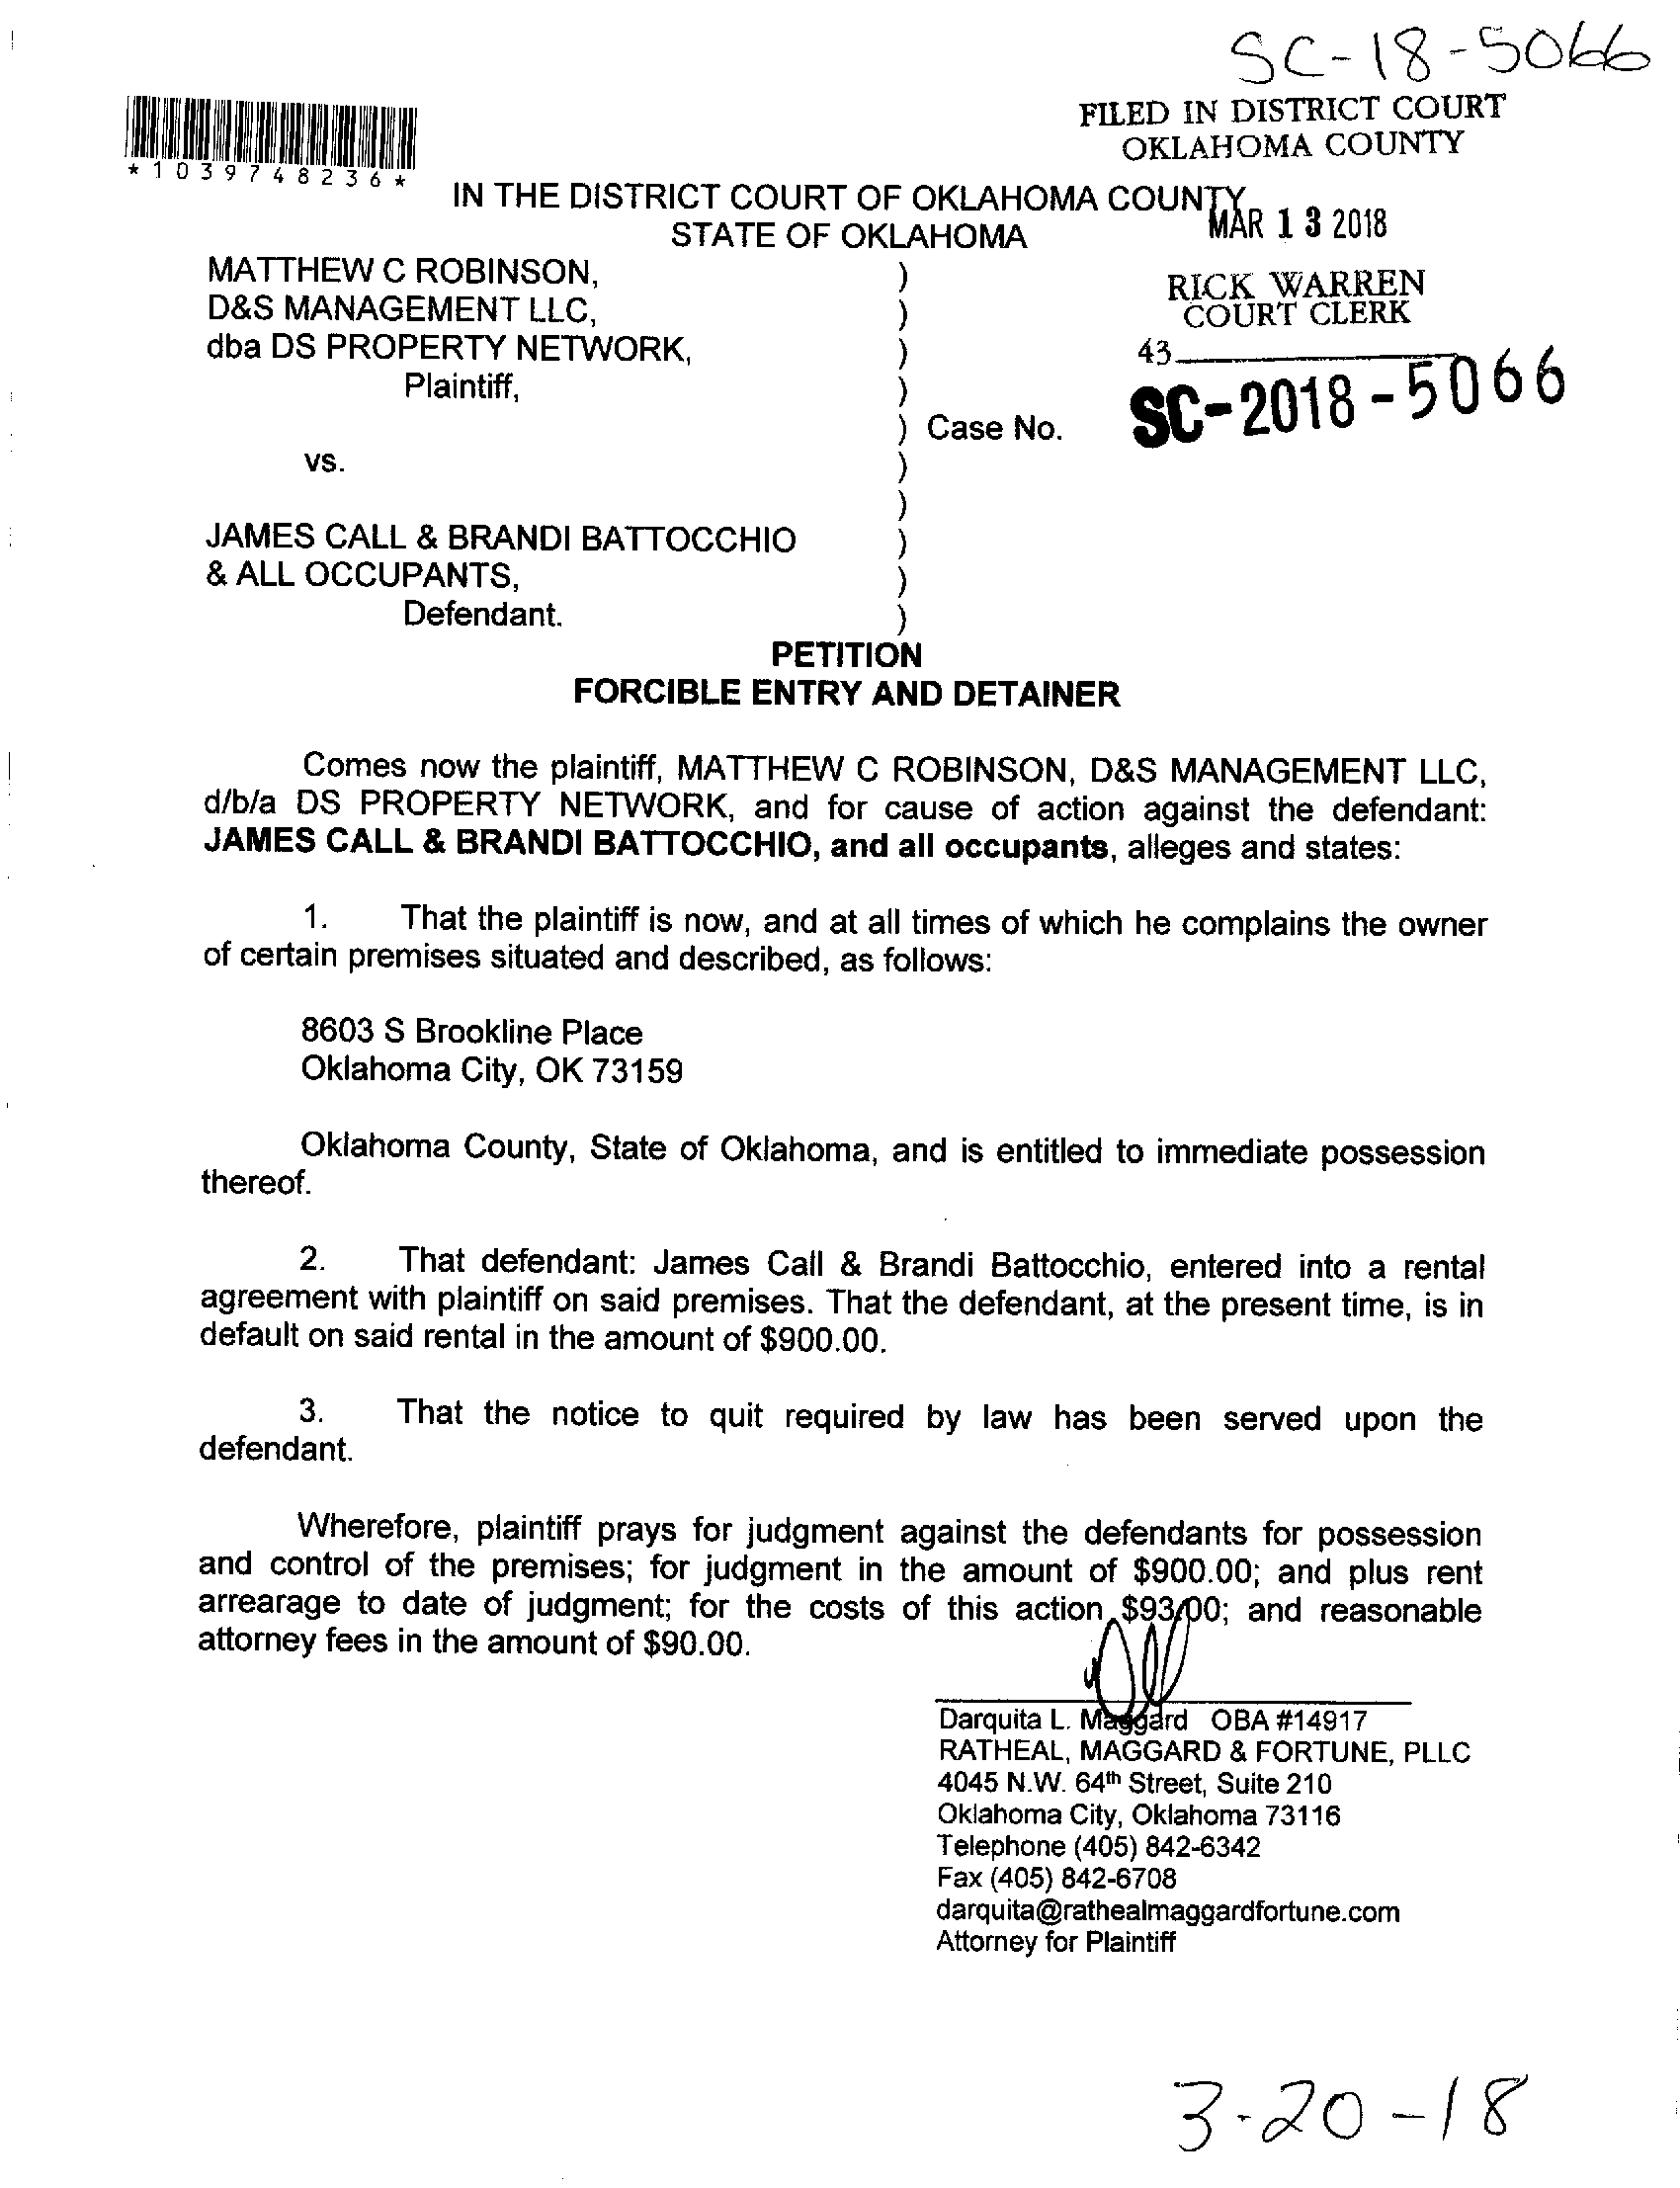 SC-18-5066
FILED IN DISTRICT COURT
OKLAHOMA COUNTY
*1039748236*
IN THE DISTRICT COURT OF OKLAHOMA COUNTY
STATE OF OKLAHOMA
MAR 13 2018
MATTHEW C ROBINSON, )
D&S MANAGEMENT LLC, )
dba DS PROPERTY NETWORK, )
Plaintiff, )
RICK WARREN
COURT CLERK
43
) Case No. SC-2018-5066
vs. )
)
JAMES CALL & BRANDI BATTOCCHIO )
& ALL OCCUPANTS, )
Defendant. )
PETITION
FORCIBLE ENTRY AND DETAINER
Comes now the plaintiff, MATTHEW C ROBINSON, D&S MANAGEMENT LLC,
d/b/a DS PROPERTY NETWORK, and for cause of action against the defendant:
JAMES CALL & BRANDI BATTOCCHIO, and all occupants, alleges and states:
1. That the plaintiff is now, and at all times of which he complains the owner
of certain premises situated and described, as follows:
8603 S Brookline Place
Oklahoma City, OK 73159
Oklahoma County, State of Oklahoma, and is entitled to immediate possession
thereof.
2. That defendant: James Call & Brandi Battocchio, entered into a rental
agreement with plaintiff on said premises. That the defendant, at the present time, is in
default on said rental in the amount of $900.00.
3. That the notice to quit required by law has been served upon the
defendant.
Wherefore, plaintiff prays for judgment against the defendants for possession
and control of the premises; for judgment in the amount of $900.00; and plus rent
arrearage to date of judgment; for the costs of this action $93.00; and reasonable
attorney fees in the amount of $90.00.
Darquita L. Maggard OBA #14917
RATHEAL, MAGGARD & FORTUNE, PLLC
4045 N.W. 64th Street, Suite 210
Oklahoma City, Oklahoma 73116
Telephone (405) 842-6342
Fax (405) 842-6708
darquita@rathealmaggardfortune.com
Attorney for Plaintiff
3-20-18